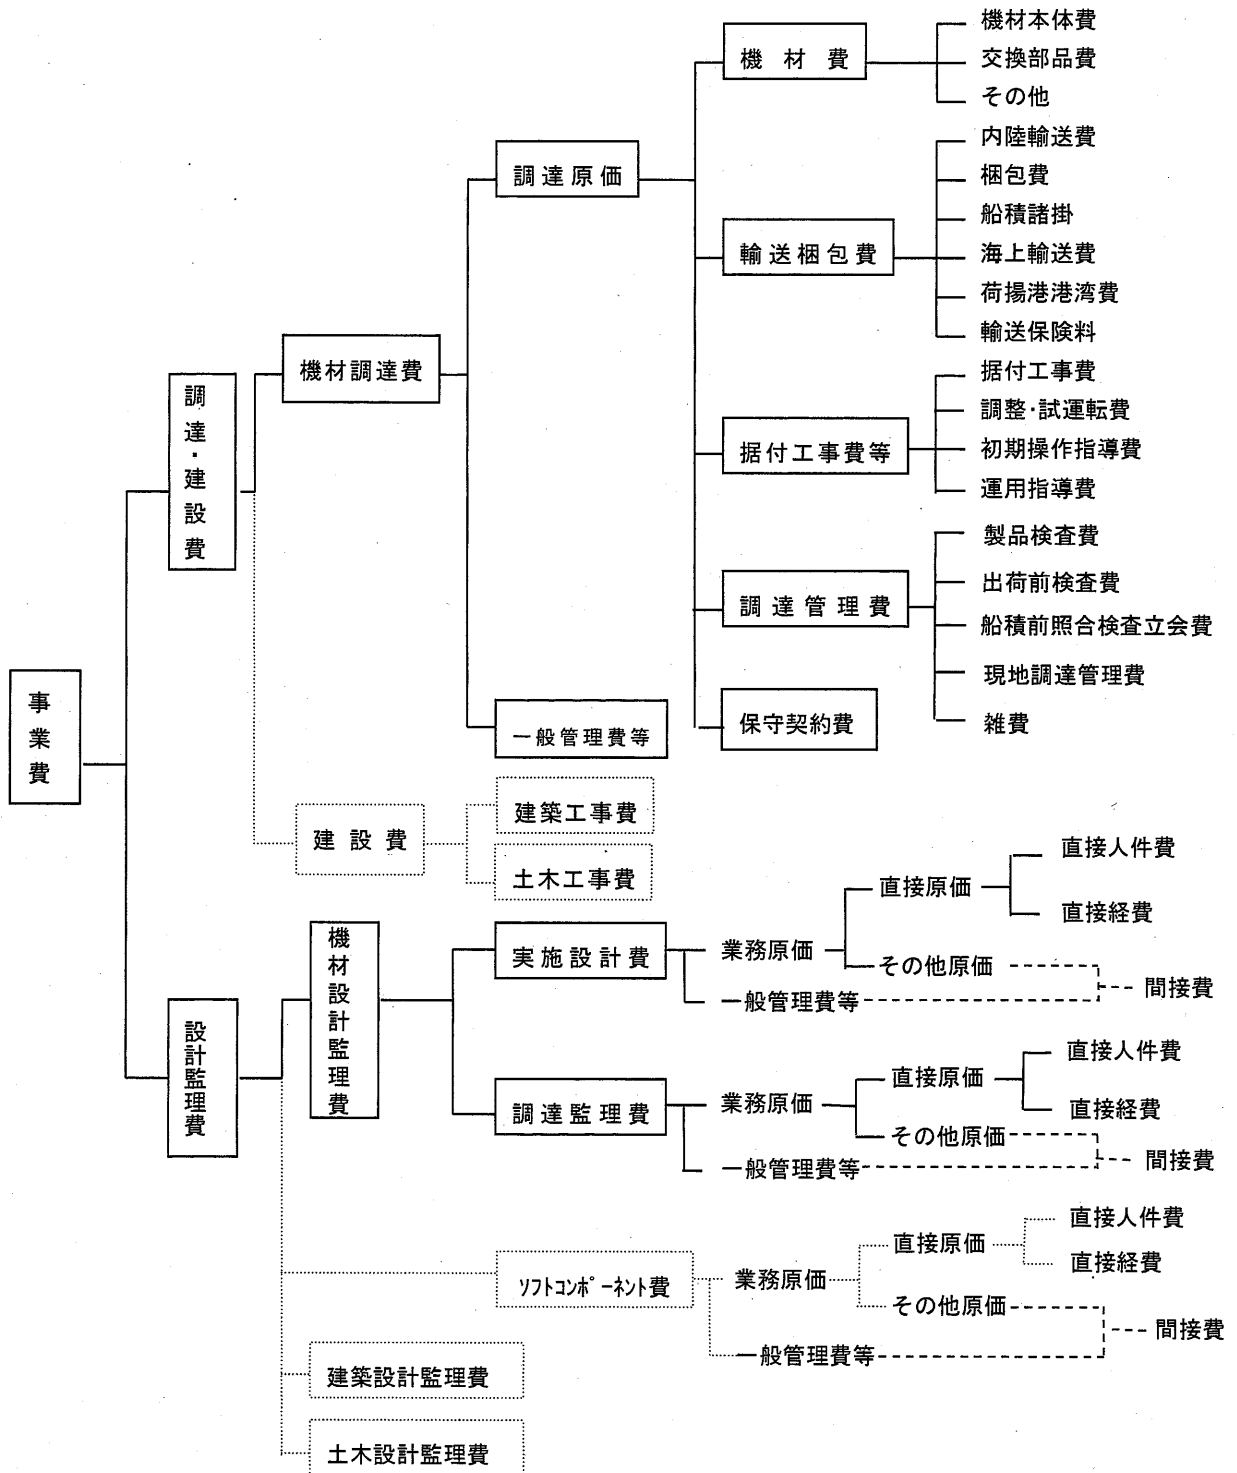 事業費
調達・建設費
機材調達費
調達原価
機材費
機材本体費
交換部品費
その他
輸送梱包費
内陸輸送費
梱包費
船積諸掛
海上輸送費
荷揚港港湾費
輸送保険料
据付工事費等
据付工事費
調整・試運転費
初期操作指導費
運用指導費
調達管理費
製品検査費
出荷前検査費
船積前照合検査立会費
現地調達管理費
雑費
保守契約費
一般管理費等
建設費
建築工事費
土木工事費
設計監理費
機材設計監理費
実施設計費
業務原価
直接原価
直接人件費
直接経費
その他原価
一般管理費等
間接費
調達監理費
業務原価
直接原価
直接人件費
直接経費
その他原価
一般管理費等
間接費
ソフトコンポーネント費
業務原価
直接原価
直接人件費
直接経費
その他原価
一般管理費等
間接費
建築設計監理費
土木設計監理費